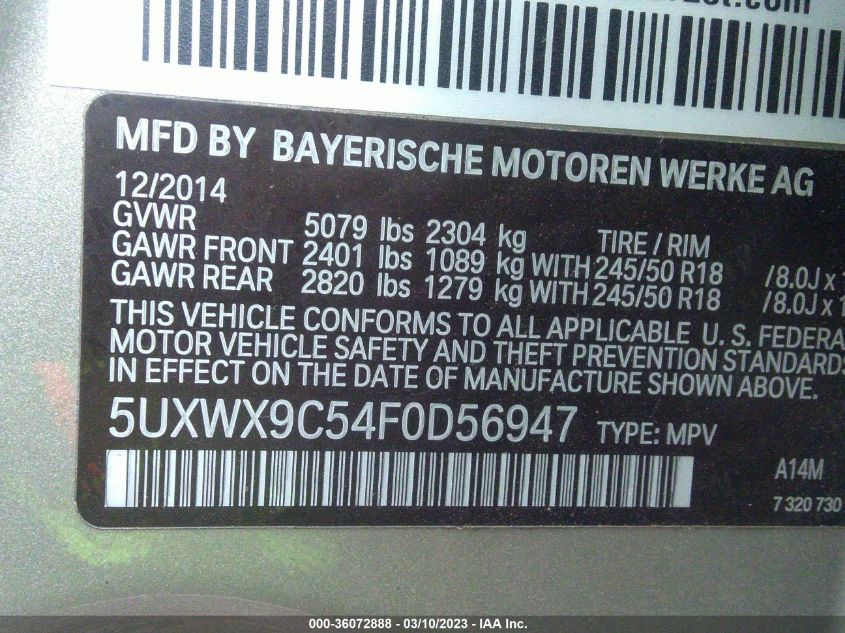 MFD BY BAYERISCHE MOTOREN WERKE AG
12/2014
GVWR 5079 lbs 2304 kg TIRE / RIM
GAWR FRONT 2401 lbs 1089 kg WITH 245/50 R18 /8.0J x
GAWR REAR 2820 lbs 1279 kg WITH 245/50 R18 /8.0J x
THIS VEHICLE CONFORMS TO ALL APPLICABLE U. S. FEDERA
MOTOR VEHICLE SAFETY AND THEFT PREVENTION STANDARDS
IN EFFECT ON THE DATE OF MANUFACTURE SHOWN ABOVE.
5UXWX9C54F0D56947 TYPE: MPV
A14M
7 320 730
000-36072888 - 03/10/2023 - IAA Inc.